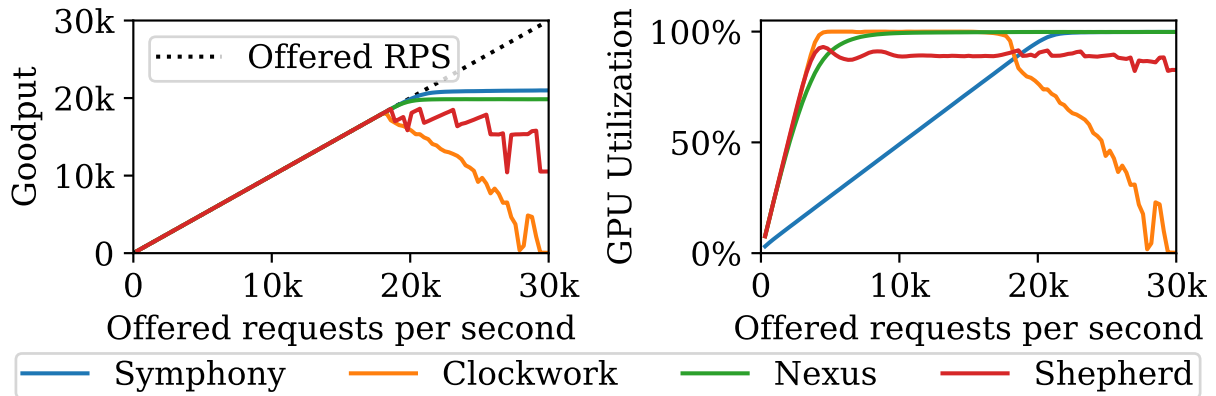 Goodput
30k
20k
10k
0
Offered RPS
0 10k 20k 30k
Offered requests per second
GPU Utilization
100%
50%
0%
0 10k 20k 30k
Offered requests per second
Symphony Clockwork Nexus Shepherd